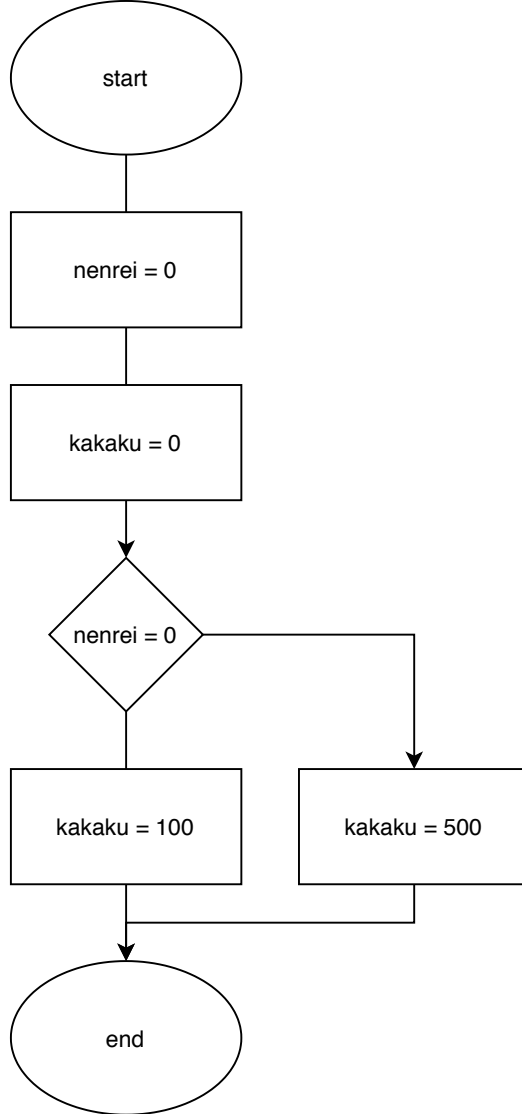 start
nenrei = 0
kakaku = 0
nenrei = 0
kakaku = 100
kakaku = 500
end